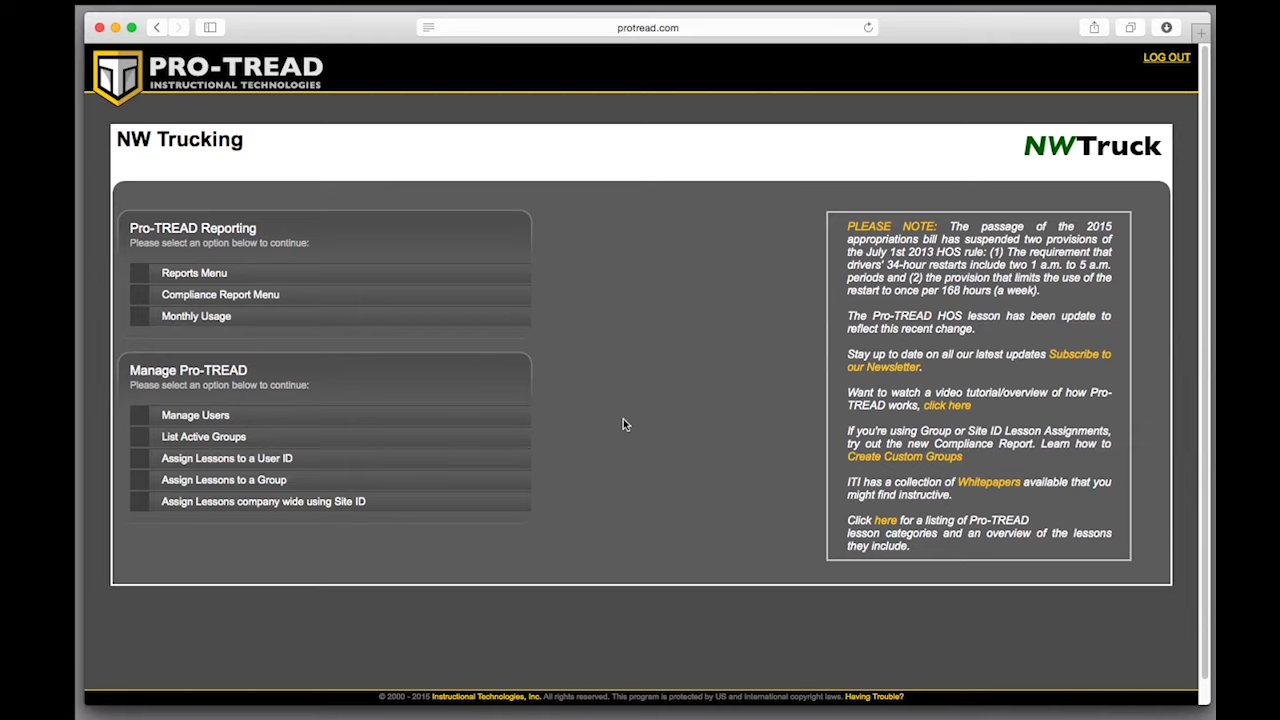 protread.com
PRO-TREAD
INSTRUCTIONAL TECHNOLOGIES
LOG OUT
NW Trucking
NWTruck
Pro-TREAD Reporting
Please select an option below to continue:
Reports Menu
Compliance Report Menu
Monthly Usage
Manage Pro-TREAD
Please select an option below to continue:
Manage Users
List Active Groups
Assign Lessons to a User ID
Assign Lessons to a Group
Assign Lessons company wide using Site ID
PLEASE NOTE: The passage of the 2015
appropriations bill has suspended two provisions of
the July 1st 2013 HOS rule: (1) The requirement that
drivers' 34-hour restarts include two 1 a.m. to 5 a.m.
periods and (2) the provision that limits the use of the
restart to once per 168 hours (a week).
The Pro-TREAD HOS lesson has been update to
reflect this recent change.
Stay up to date on all our latest updates Subscribe to
our Newsletter.
Want to watch a video tutorial/overview of how Pro-
TREAD works, click here
If you're using Group or Site ID Lesson Assignments,
try out the new Compliance Report. Learn how to
Create Custom Groups
ITI has a collection of Whitepapers available that you
might find instructive.
Click here for a listing of Pro-TREAD
lesson categories and an overview of the lessons
they include.
© 2000 - 2015 Instructional Technologies, Inc. All rights reserved. This program is protected by US and International copyright laws. Having Trouble?